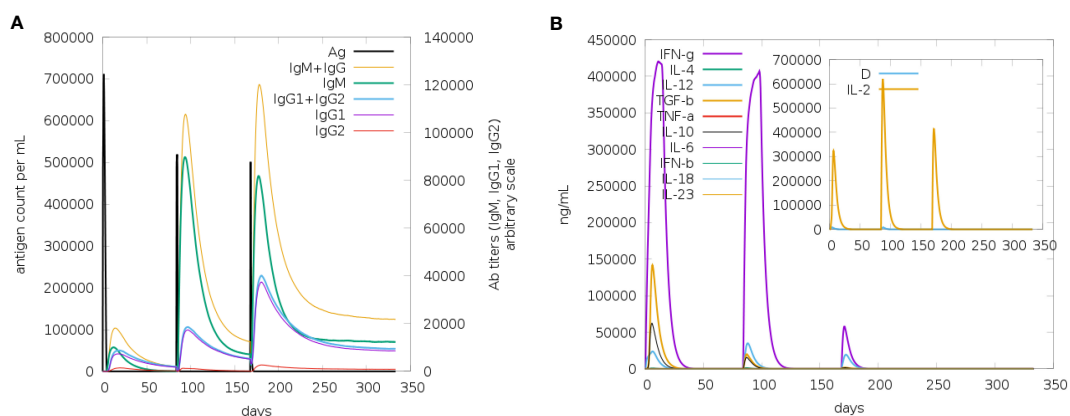 A
800000
700000
600000
500000
400000
300000
200000
100000
0
0
50
100
150
200
250
300
350
140000
120000
100000
80000
60000
40000
20000
0
antigen count per mL
Ab titers (IgM, IgG1, IgG2)
arbitrary scale
days
Ag
IgM+IgG
IgM
IgG1+IgG2
IgG1
IgG2
B
450000
400000
350000
300000
250000
200000
150000
100000
50000
0
0
50
100
150
200
250
300
350
ng/mL
days
IFN-g
IL-4
IL-12
TGF-b
TNF-a
IL-10
IL-6
IFN-b
IL-18
IL-23
D
IL-2
700000
600000
500000
400000
300000
200000
100000
0
0
50
100
150
200
250
300
350